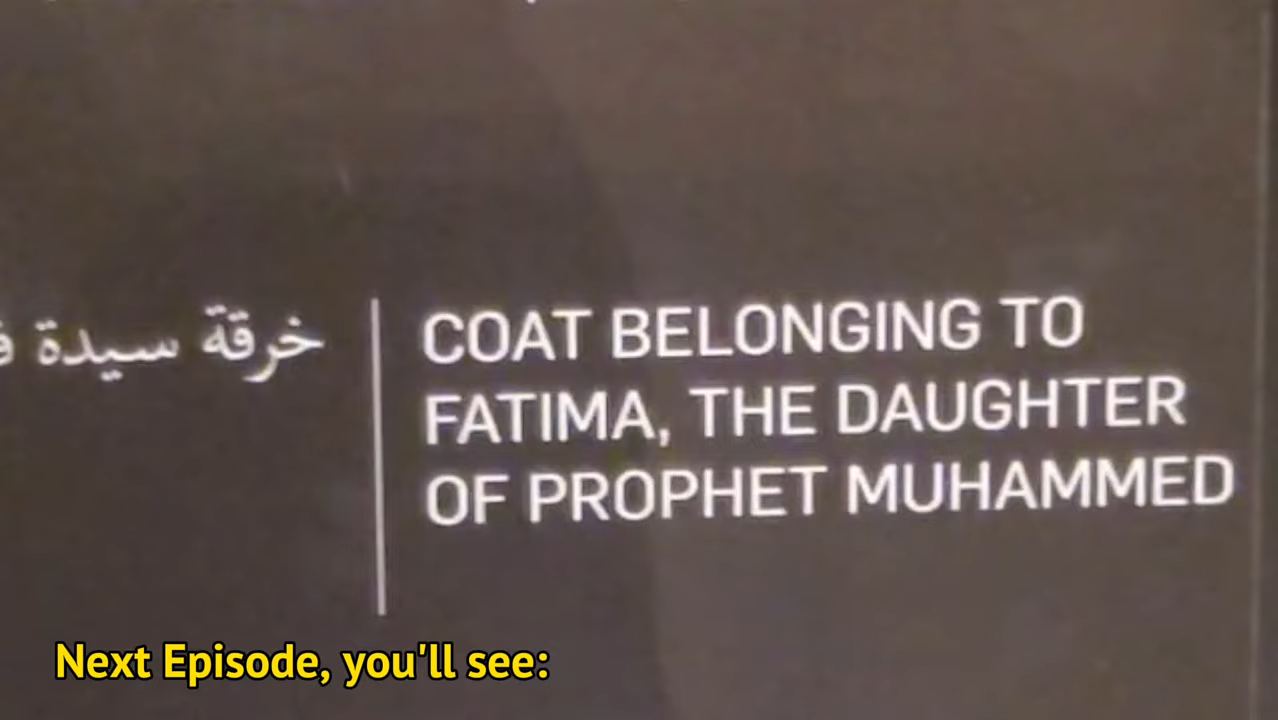 خرقة سيدة
COAT BELONGING TO
FATIMA, THE DAUGHTER
OF PROPHET MUHAMMED
Next Episode, you'll see: